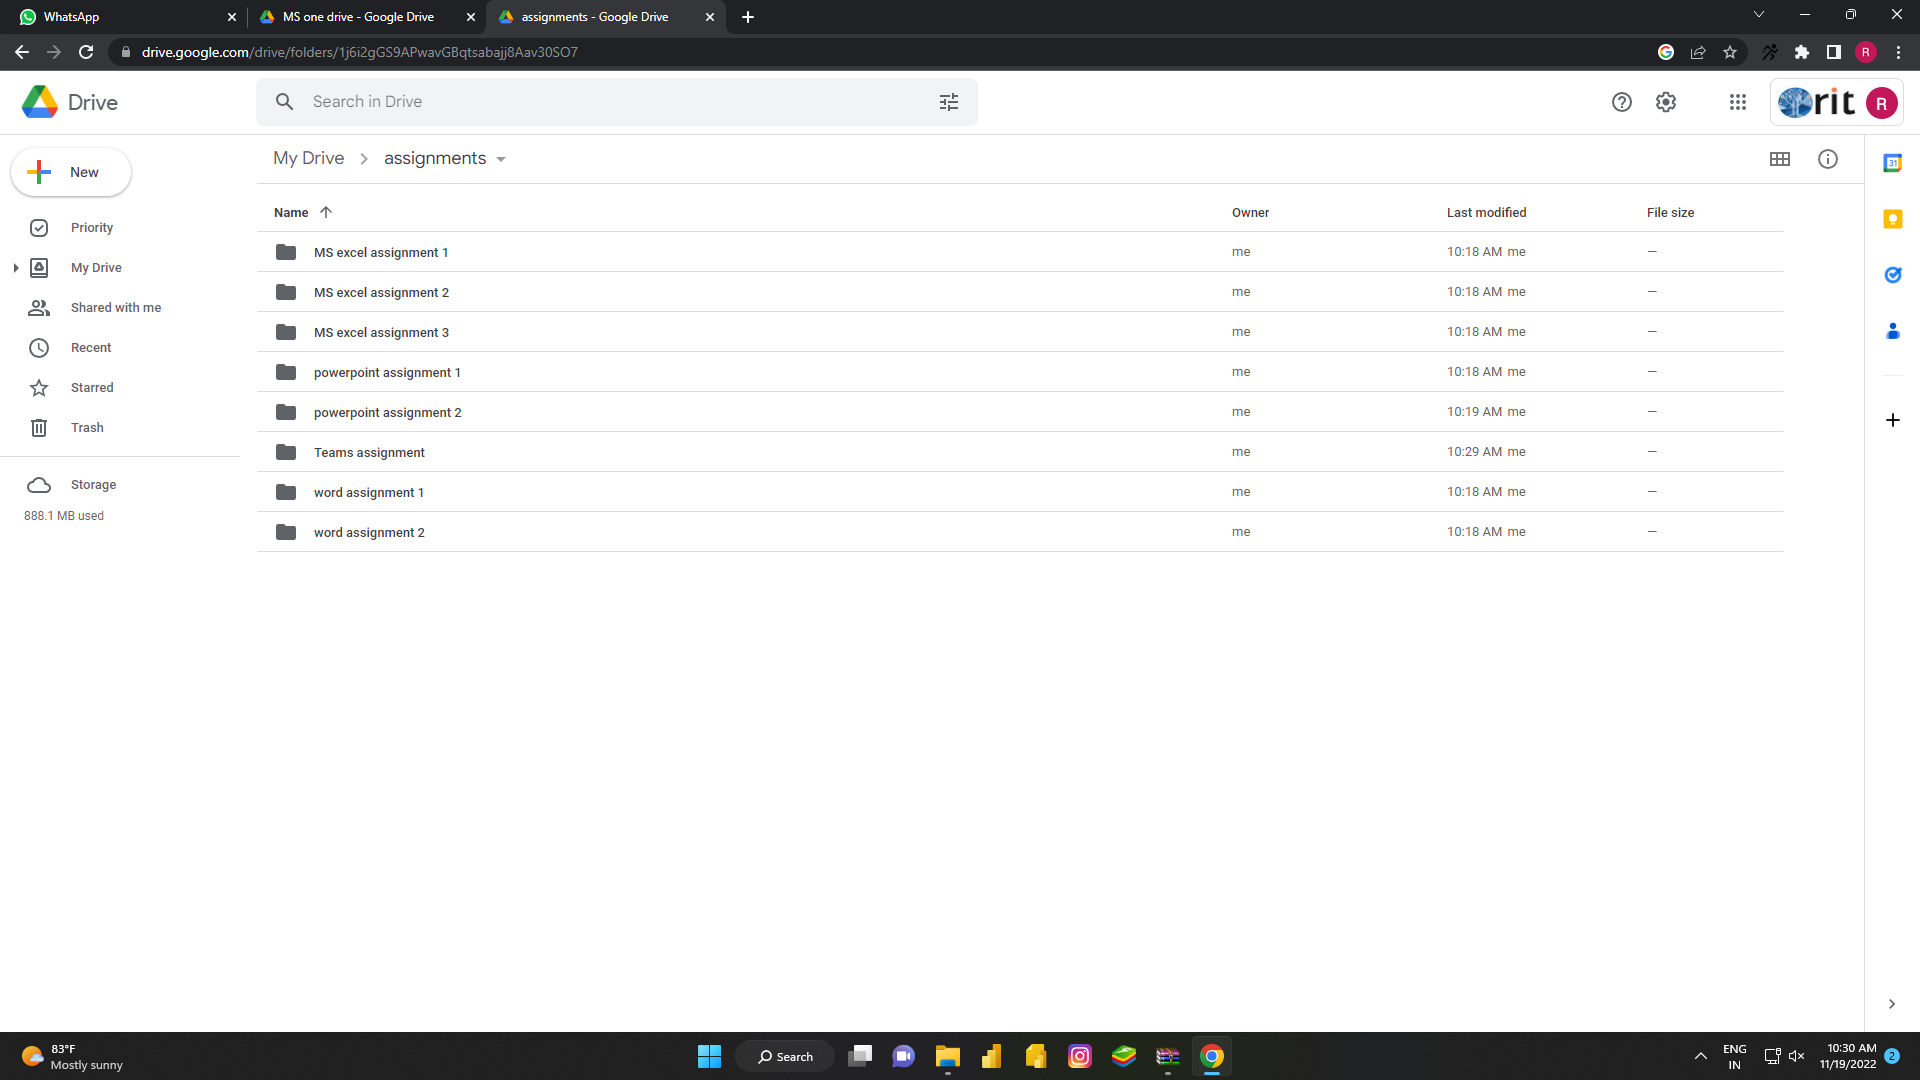 WhatsApp
MS one drive - Google Drive
assignments - Google Drive
drive.google.com/drive/folders/1j6i2gGS9APwavGBqtsabajj8Aav30SO7
R
Drive
Search in Drive
rit
R
New
My Drive
assignments
31
Priority
My Drive
Shared with me
Recent
Starred
Trash
Storage
888.1 MB used
Name Owner Last modified File size
MS excel assignment 1 me 10:18 AM me —
MS excel assignment 2 me 10:18 AM me —
MS excel assignment 3 me 10:18 AM me —
powerpoint assignment 1 me 10:18 AM me —
powerpoint assignment 2 me 10:19 AM me —
Teams assignment me 10:29 AM me —
word assignment 1 me 10:18 AM me —
word assignment 2 me 10:18 AM me —
83°F
Mostly sunny
Search
ENG
IN
10:30 AM
11/19/2022
2